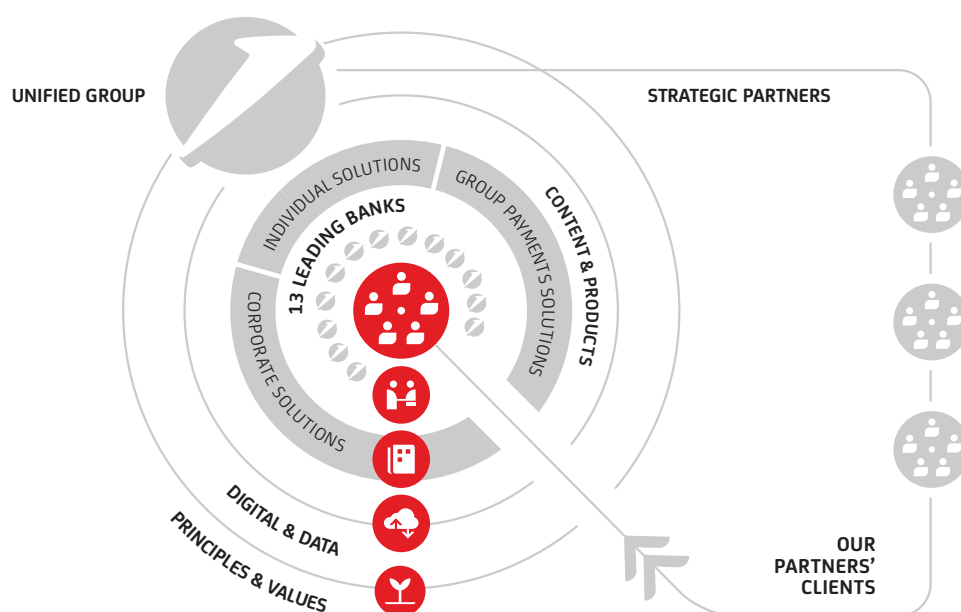 UNIFIED GROUP
STRATEGIC PARTNERS
INDIVIDUAL SOLUTIONS
GROUP PAYMENTS SOLUTIONS
CONTENT & PRODUCTS
13 LEADING BANKS
CORPORATE SOLUTIONS
DIGITAL & DATA
PRINCIPLES & VALUES
OUR
PARTNERS’
CLIENTS